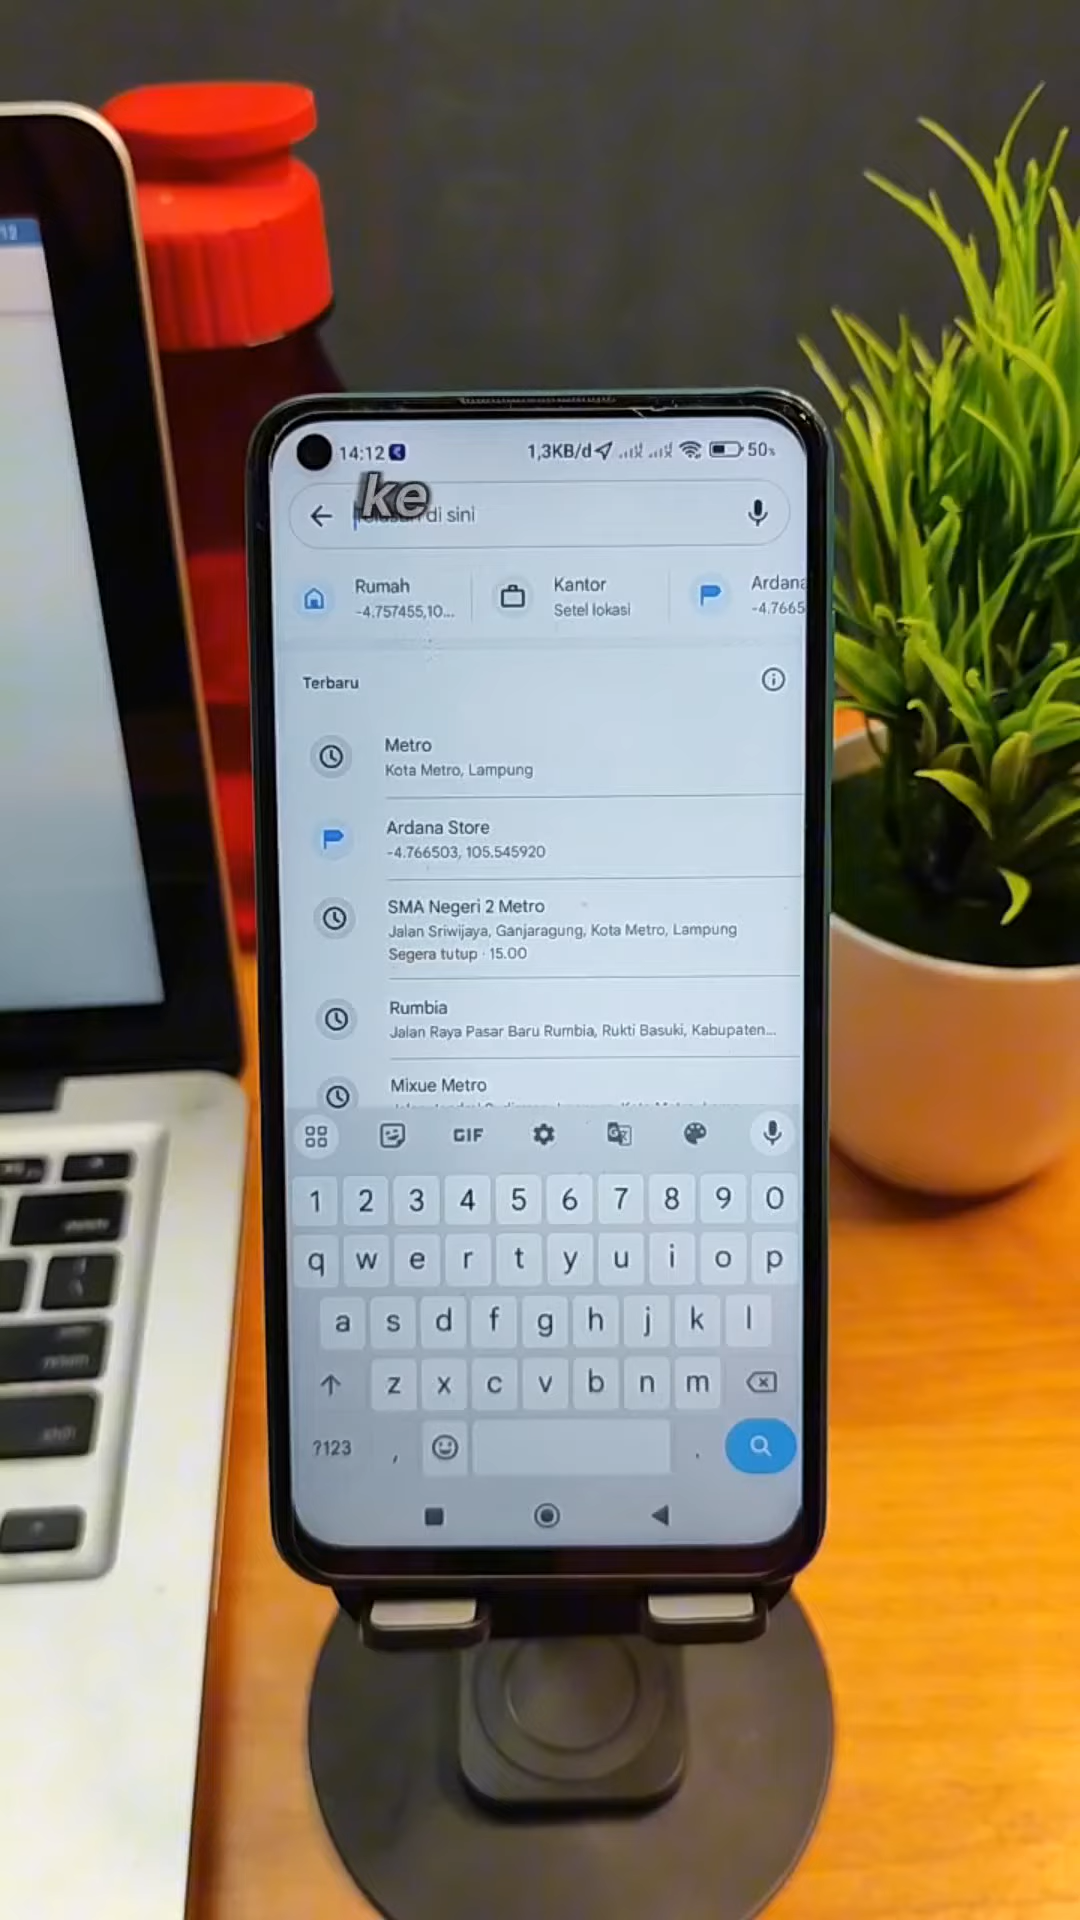 12
14:12
1,3KB/d
50%
ke
di sini
Rumah
-4.757455,10...
Kantor
Setel lokasi
Ardana
-4.7665
Terbaru
Metro
Kota Metro, Lampung
Ardana Store
-4.766503, 105.545920
SMA Negeri 2 Metro
Jalan Sriwijaya, Ganjaragung, Kota Metro, Lampung
Segera tutup · 15.00
Rumbia
Jalan Raya Pasar Baru Rumbia, Rukti Basuki, Kabupaten...
Mixue Metro
GIF
1 2 3 4 5 6 7 8 9 0
q w e r t y u i o p
a s d f g h j k l
z x c v b n m
?123 , .